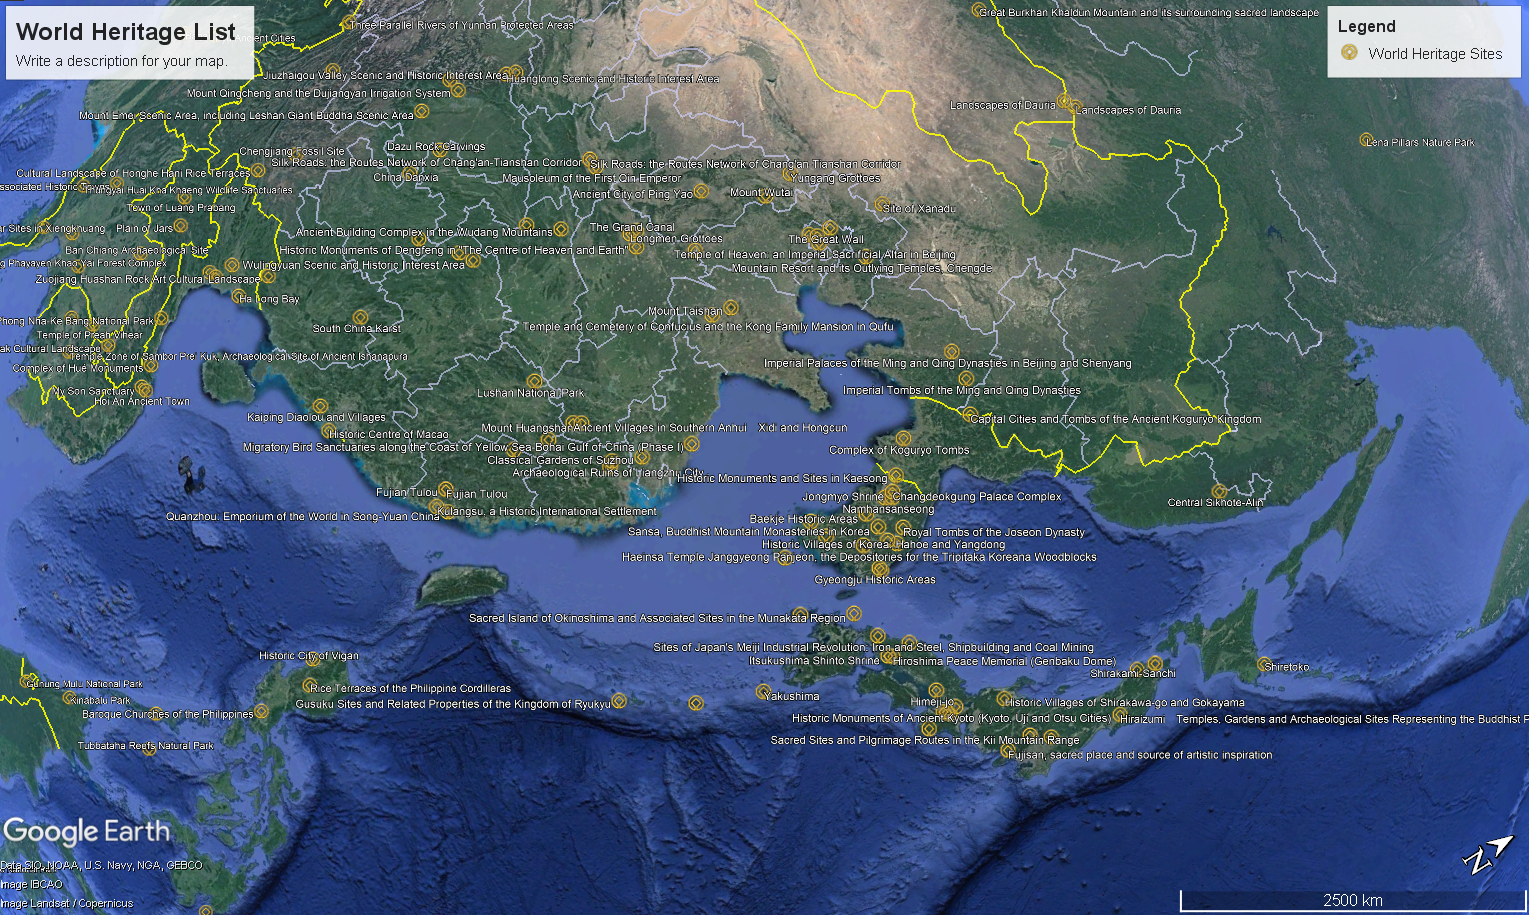 World Heritage List
Write a description for your map.
Legend
World Heritage Sites
Three Parallel Rivers of Yunnan Protected Areas
Great Burkhan Khaldun Mountain and its surrounding sacred landscape
Ancient Cities
Jiuzhaigou Valley Scenic and Historic Interest Area
Huanglong Scenic and Historic Interest Area
Mount Qingcheng and the Dujiangyan Irrigation System
Landscapes of Dauria
Landscapes of Dauria
Mount Emei Scenic Area, including Leshan Giant Buddha Scenic Area
Lena Pillars Nature Park
Chengjiang Fossil Site
Dazu Rock Carvings
Silk Roads: the Routes Network of Chang'an-Tianshan Corridor
Silk Roads: the Routes Network of Chang'an-Tianshan Corridor
Cultural Landscape of Honghe Hani Rice Terraces
China Danxia
Mausoleum of the First Qin Emperor
Yungang Grottoes
Huai Kha Khaeng Wildlife Sanctuaries
Ancient City of Ping Yao
Mount Wutai
Town of Luang Prabang
Site of Xanadu
ar Sites in Xiengkhuang
Plain of Jars
Ancient Building Complex in the Wudang Mountains
The Grand Canal
Longmen Grottoes
The Great Wall
Ban Chiang Archaeological Site
Historic Monuments of Dengfeng in "The Centre of Heaven and Earth"
Temple of Heaven: an Imperial Sacrificial Altar in Beijing
Khao Yai Forest Complex
Wulingyuan Scenic and Historic Interest Area
Mountain Resort and its Outlying Temples, Chengde
Zuojiang Huashan Rock Art Cultural Landscape
Ha Long Bay
Mount Taishan
Phong Nha-Ke Bang National Park
South China Karst
Temple and Cemetery of Confucius and the Kong Family Mansion in Qufu
Temple of Preah Vihear
ak Cultural Landscape
Temple Zone of Sambor Prei Kuk, Archaeological Site of Ancient Ishanapura
Complex of Hué Monuments
Imperial Palaces of the Ming and Qing Dynasties in Beijing and Shenyang
My Son Sanctuary
Hoi An Ancient Town
Lushan National Park
Imperial Tombs of the Ming and Qing Dynasties
Kaiping Diaolou and Villages
Capital Cities and Tombs of the Ancient Koguryo Kingdom
Historic Centre of Macao
Mount Huangshan
Ancient Villages in Southern Anhui
Xidi and Hongcun
Migratory Bird Sanctuaries along the Coast of Yellow Sea-Bohai Gulf of China (Phase I)
Complex of Koguryo Tombs
Classical Gardens of Suzhou
Archaeological Ruins of Liangzhu City
Historic Monuments and Sites in Kaesong
Fujian Tulou
Fujian Tulou
Jongmyo Shrine
Changdeokgung Palace Complex
Central Sikhote-Alin
Kulangsu, a Historic International Settlement
Namhansanseong
Quanzhou: Emporium of the World in Song-Yuan China
Baekje Historic Areas
Sansa, Buddhist Mountain Monasteries in Korea
Royal Tombs of the Joseon Dynasty
Historic Villages of Korea: Hahoe and Yangdong
Haeinsa Temple Janggyeong Panjeon, the Depositories for the Tripitaka Koreana Woodblocks
Gyeongju Historic Areas
Sacred Island of Okinoshima and Associated Sites in the Munakata Region
Sites of Japan's Meiji Industrial Revolution: Iron and Steel, Shipbuilding and Coal Mining
Historic City of Vigan
Itsukushima Shinto Shrine
Hiroshima Peace Memorial (Genbaku Dome)
Shirakami-Sanchi
Shiretoko
Gunung Mulu National Park
Rice Terraces of the Philippine Cordilleras
Yakushima
Kinabalu Park
Gusuku Sites and Related Properties of the Kingdom of Ryukyu
Himeji-jo
Historic Villages of Shirakawa-go and Gokayama
Baroque Churches of the Philippines
Historic Monuments of Ancient Kyoto (Kyoto, Uji and Otsu Cities)
Hiraizumi
Temples, Gardens and Archaeological Sites Representing the Buddhist P
Tubbataha Reefs Natural Park
Sacred Sites and Pilgrimage Routes in the Kii Mountain Range
Fujisan, sacred place and source of artistic inspiration
Google Earth
Data SIO, NOAA, U.S. Navy, NGA, GEBCO
Image IBCAO
Image Landsat / Copernicus
N
2500 km